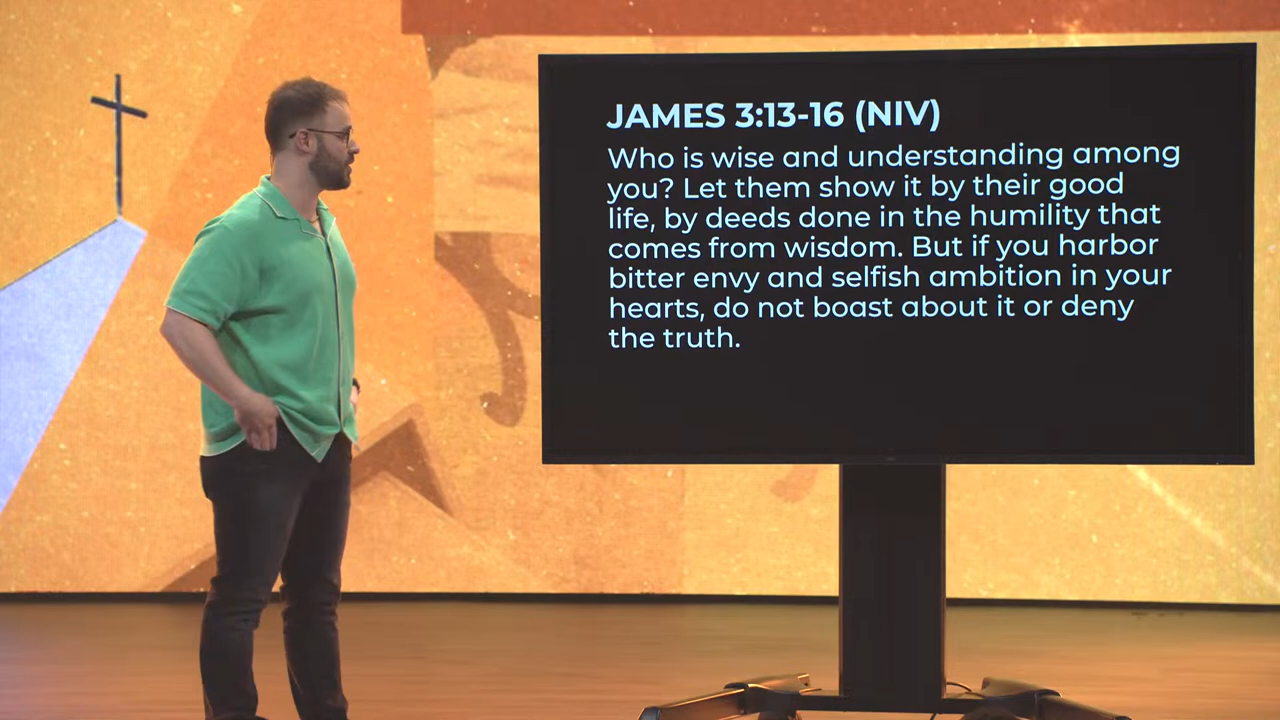 JAMES 3:13-16 (NIV)
Who is wise and understanding among
you? Let them show it by their good
life, by deeds done in the humility that
comes from wisdom. But if you harbor
bitter envy and selfish ambition in your
hearts, do not boast about it or deny
the truth.